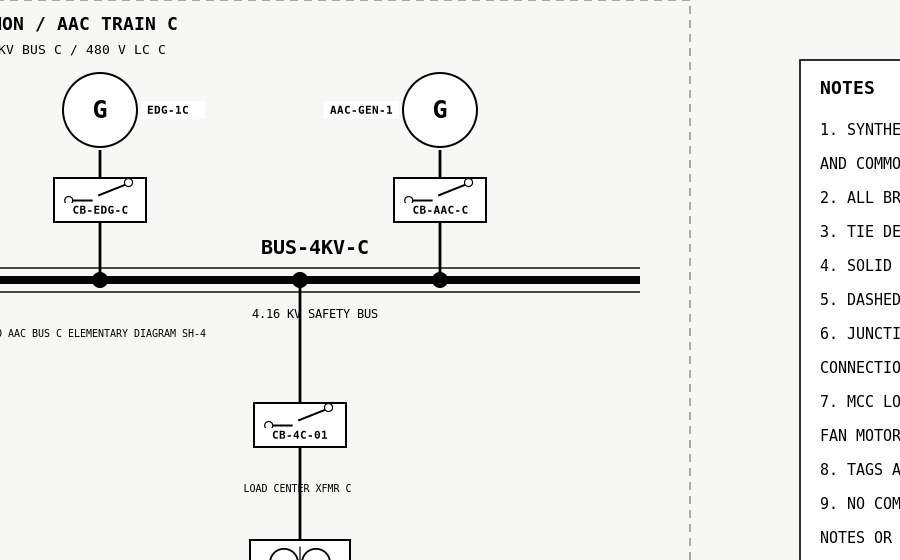 ION / AAC TRAIN C
KV BUS C / 480 V LC C
G
EDG-1C
AAC-GEN-1
G
CB-EDG-C
CB-AAC-C
BUS-4KV-C
4.16 KV SAFETY BUS
AAC BUS C ELEMENTARY DIAGRAM SH-4
CB-4C-01
LOAD CENTER XFMR C
NOTES
1. SYNTHE
AND COMMO
2. ALL BR
3. TIE DE
4. SOLID
5. DASHED
6. JUNCTI
CONNECTIO
7. MCC LO
FAN MOTOR
8. TAGS A
9. NO COM
NOTES OR